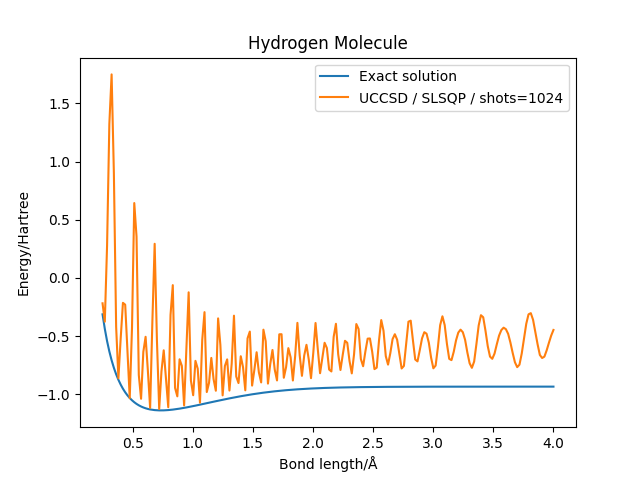 Hydrogen Molecule
Exact solution
UCCSD / SLSQP / shots=1024
Energy/Hartree
1.5
1.0
0.5
0.0
−0.5
−1.0
0.5 1.0 1.5 2.0 2.5 3.0 3.5 4.0
Bond length/Å